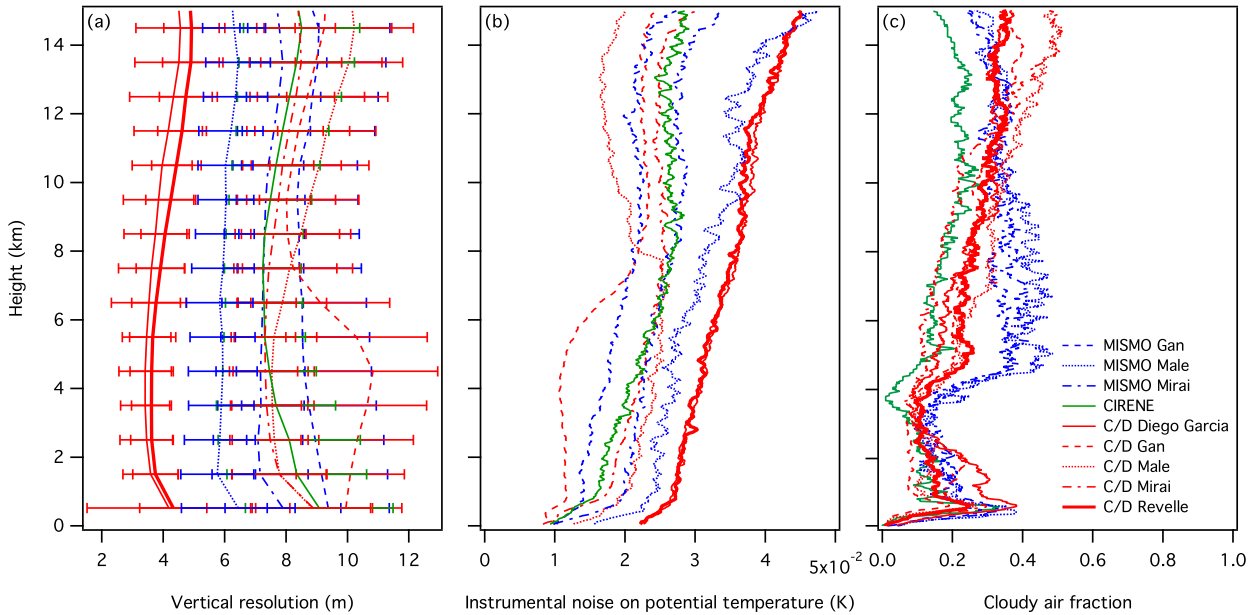 (a)
(b)
(c)
14
12
10
8
6
4
2
0
Height (km)
2
4
6
8
10
12
0
1
2
3
4
5x10⁻²
0.0
0.2
0.4
0.6
0.8
1.0
MISMO Gan
MISMO Male
MISMO Mirai
CIRENE
C/D Diego Garcia
C/D Gan
C/D Male
C/D Mirai
C/D Revelle
Vertical resolution (m)
Instrumental noise on potential temperature (K)
Cloudy air fraction